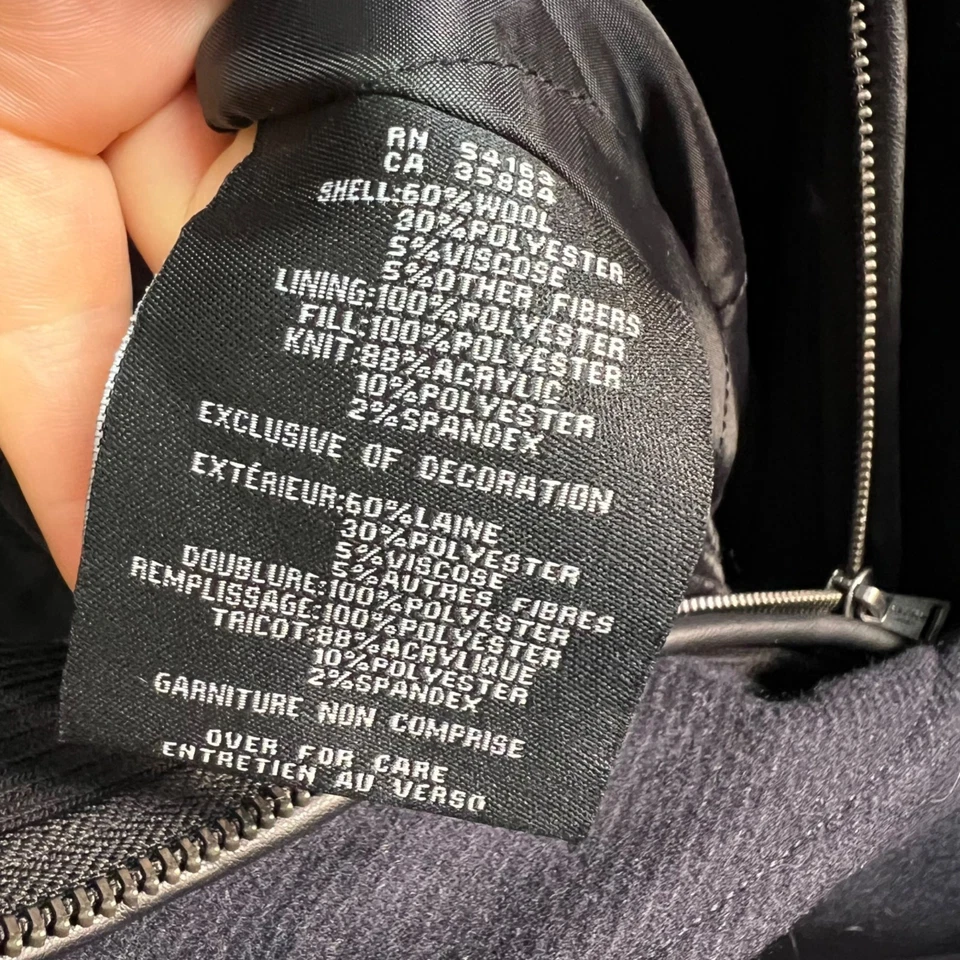 RN 54163
CA 35884
SHELL:60%WOOL
30%POLYESTER
5%VISCOSE
5%OTHER FIBERS
LINING:100%POLYESTER
FILL:100%POLYESTER
KNIT:88%ACRYLIC
10%POLYESTER
2%SPANDEX
EXCLUSIVE OF DECORATION
EXTÉRIEUR:60%LAINE
30%POLYESTER
5%VISCOSE
5%AUTRES FIBRES
DOUBLURE:100%POLYESTER
REMPLISSAGE:100%POLYESTER
TRICOT:88%ACRYLIQUE
10%POLYESTER
2%SPANDEX
GARNITURE NON COMPRISE
OVER FOR CARE
ENTRETIEN AU VERSO